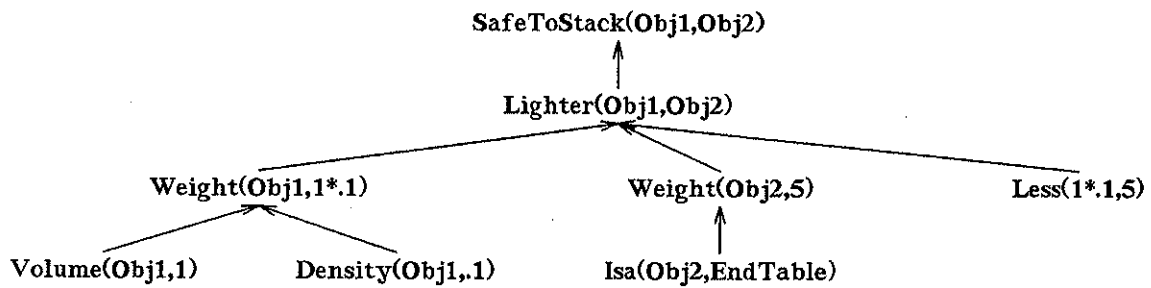 SafeToStack(Obj1,Obj2)
Lighter(Obj1,Obj2)
Weight(Obj1,1*.1) Weight(Obj2,5) Less(1*.1,5)
Volume(Obj1,1) Density(Obj1,.1) Isa(Obj2,EndTable)